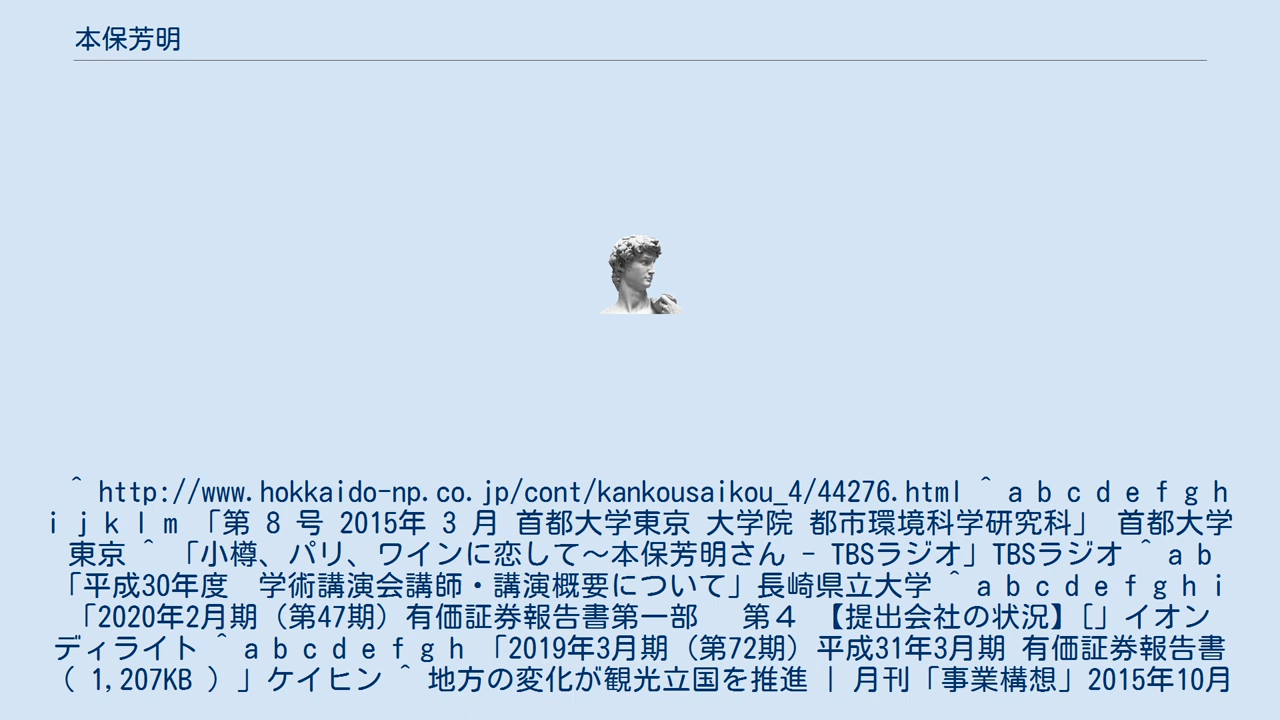 本保芳明
^ http://www.hokkaido-np.co.jp/cont/kankousaikou_4/44276.html ^ a b c d e f g h
i j k l m 「第 8 号 2015年 3 月 首都大学東京 大学院 都市環境科学研究科」 首都大学
東京 ^ 「小樽、パリ、ワインに恋して〜本保芳明さん - TBSラジオ」TBSラジオ ^ a b
「平成30年度　学術講演会講師・講演概要について」長崎県立大学 ^ a b c d e f g h i
「2020年2月期（第47期）有価証券報告書第一部　 第４ 【提出会社の状況】[」イオン
ディライト ^ a b c d e f g h 「2019年3月期（第72期）平成31年3月期 有価証券報告書
（ 1,207KB ）」ケイヒン ^ 地方の変化が観光立国を推進 | 月刊「事業構想」2015年10月